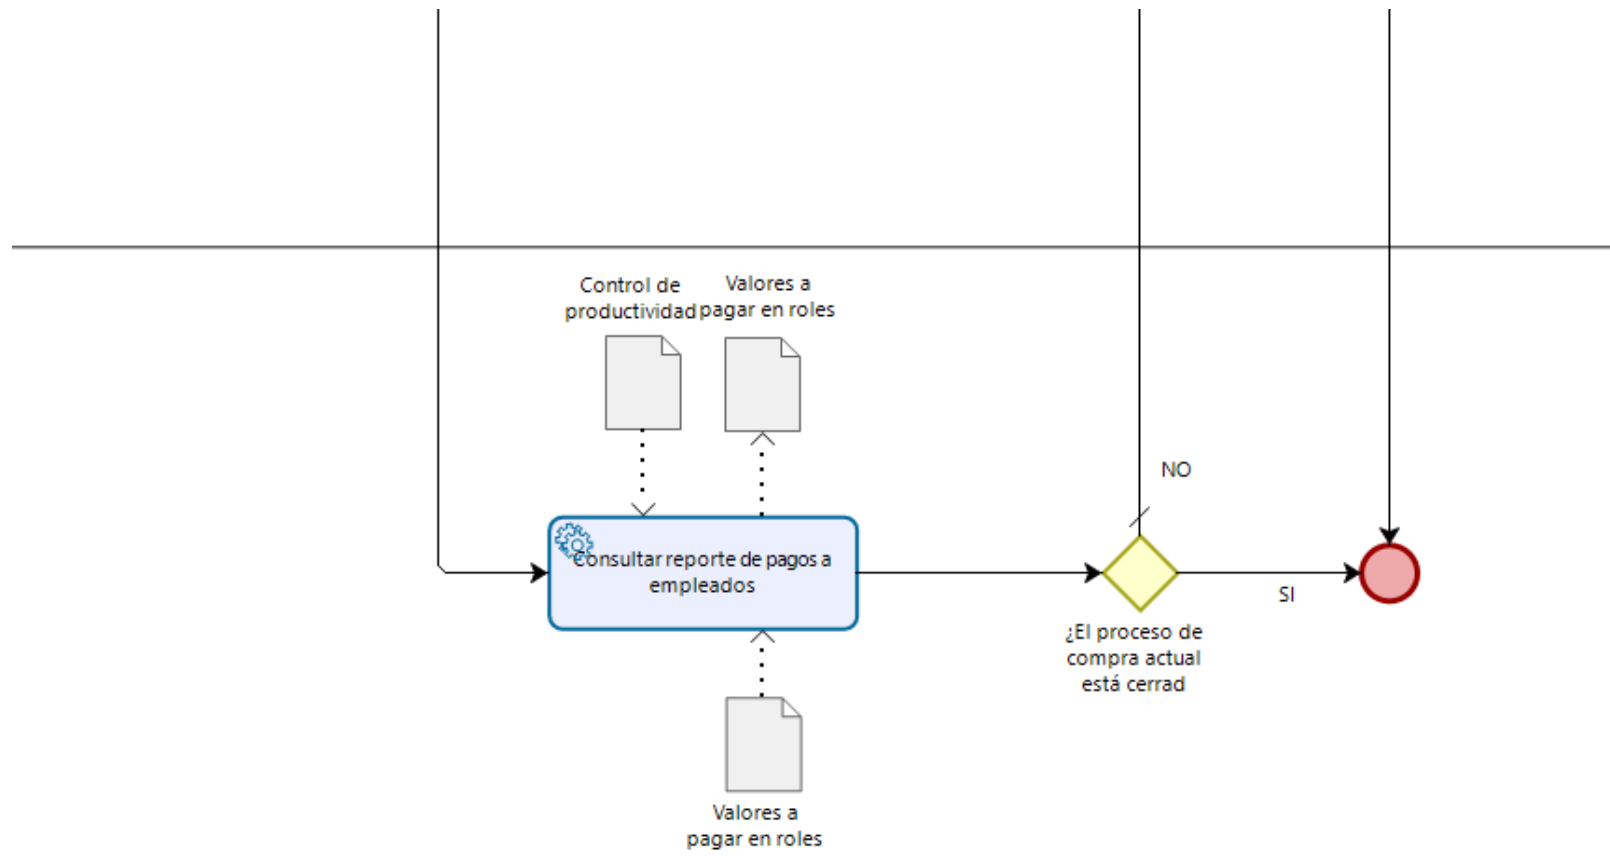 Control de
productividad
Valores a
pagar en roles
NO
Consultar reporte de pagos a
empleados
SI
¿El proceso de
compra actual
está cerrad
Valores a
pagar en roles